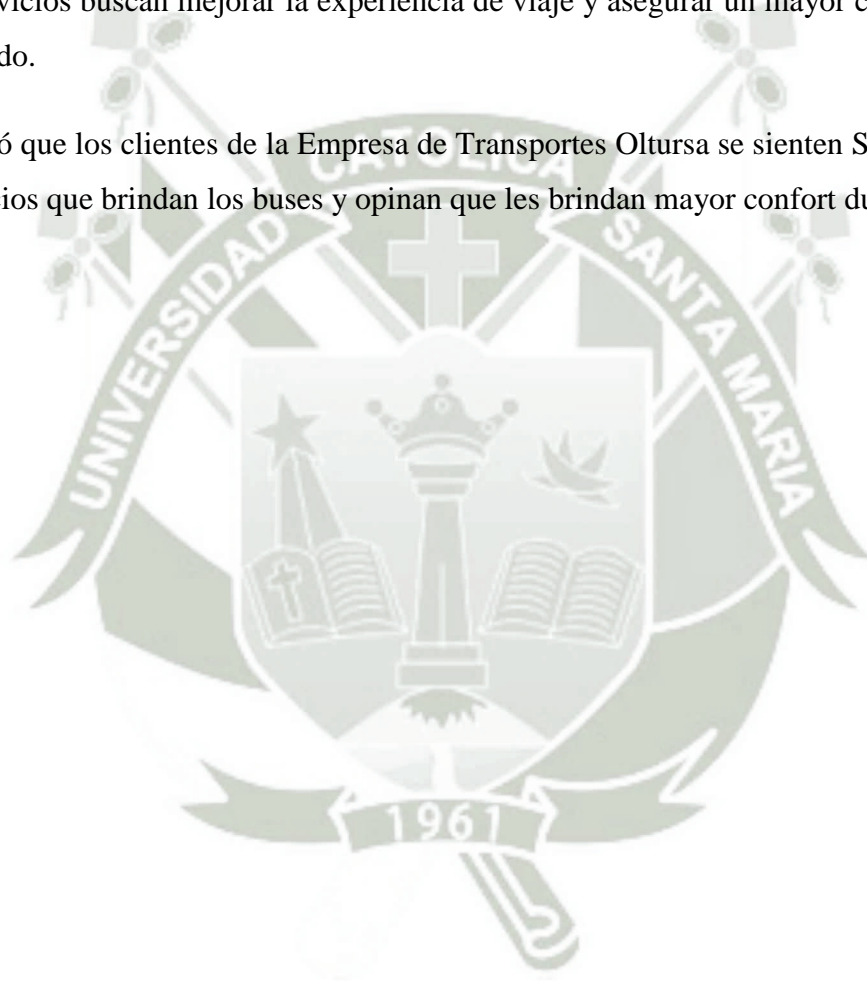 vicios buscan mejorar la experiencia de viaje y asegurar un mayor c
do.
ó que los clientes de la Empresa de Transportes Oltursa se sienten S
cios que brindan los buses y opinan que les brindan mayor confort du
UNIVERSIDAD CATOLICA SANTA MARIA
1961